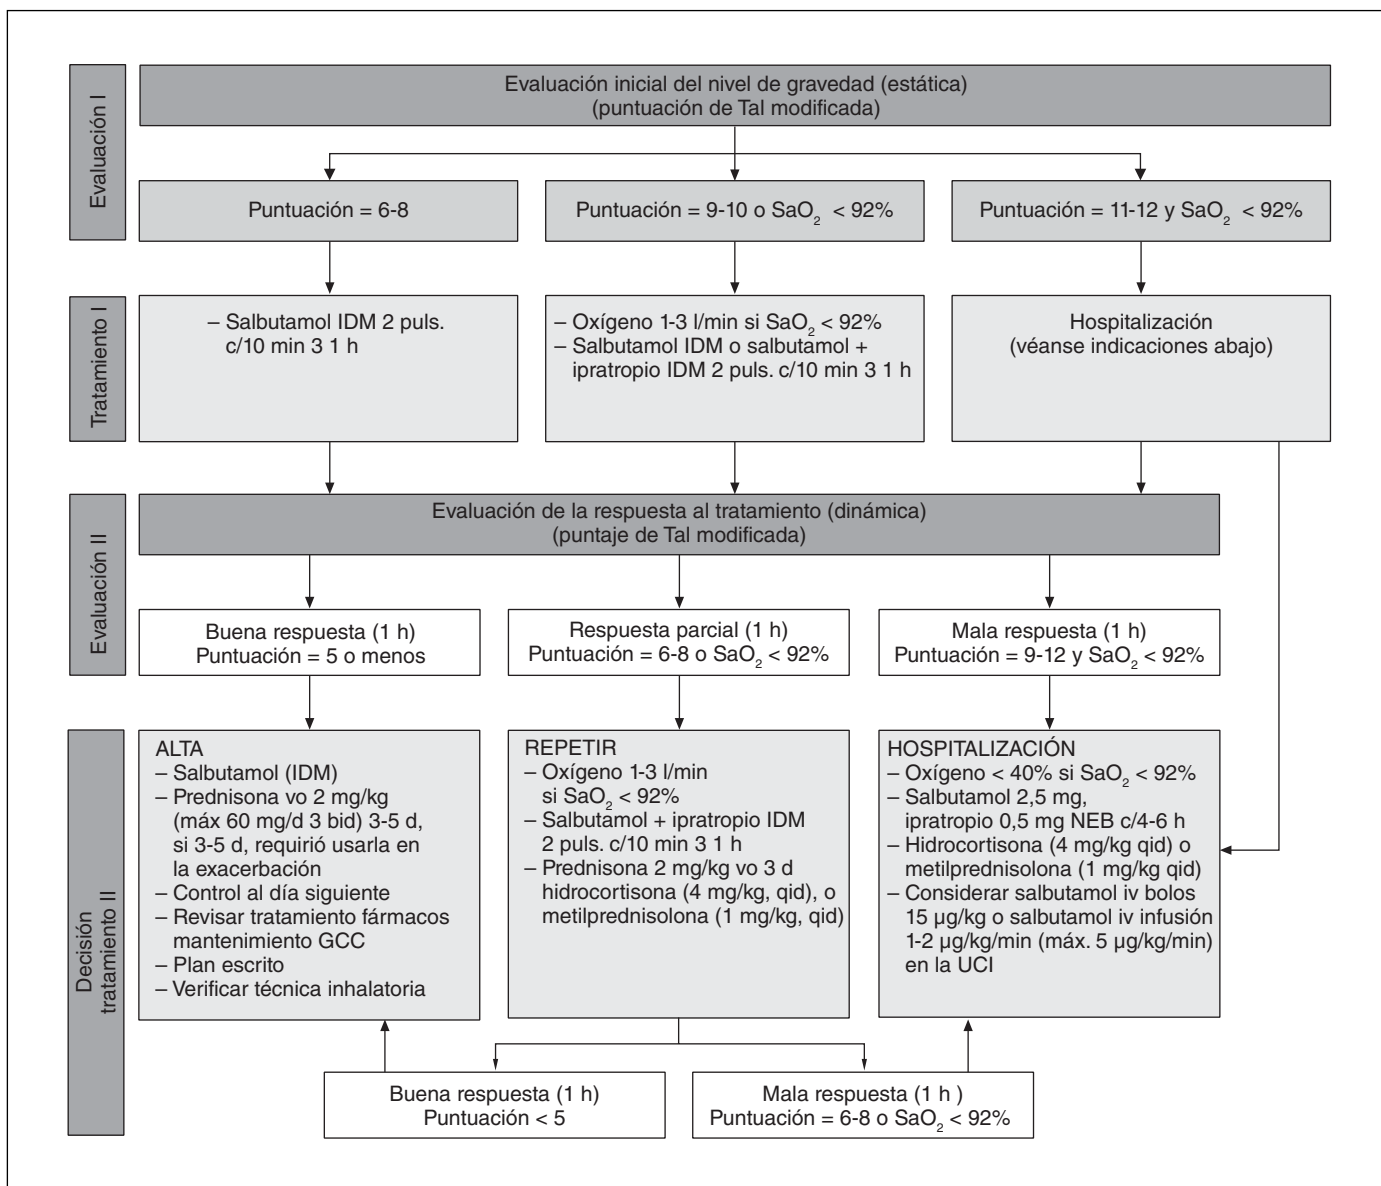 Evaluación I
Evaluación inicial del nivel de gravedad (estática)
(puntuación de Tal modificada)
Puntuación = 6-8
Puntuación = 9-10 o SaO₂ < 92%
Puntuación = 11-12 y SaO₂ < 92%
Tratamiento I
– Salbutamol IDM 2 puls.
c/10 min 3 1 h
– Oxígeno 1-3 l/min si SaO₂ < 92%
– Salbutamol IDM o salbutamol +
ipratropio IDM 2 puls. c/10 min 3 1 h
Hospitalización
(véanse indicaciones abajo)
Evaluación II
Evaluación de la respuesta al tratamiento (dinámica)
(puntaje de Tal modificada)
Buena respuesta (1 h)
Puntuación = 5 o menos
Respuesta parcial (1 h)
Puntuación = 6-8 o SaO₂ < 92%
Mala respuesta (1 h)
Puntuación = 9-12 y SaO₂ < 92%
Decisión
tratamiento II
ALTA
– Salbutamol (IDM)
– Prednisona vo 2 mg/kg
(máx 60 mg/d 3 bid) 3-5 d,
si 3-5 d, requirió usarla en
la exacerbación
– Control al día siguiente
– Revisar tratamiento fármacos
mantenimiento GCC
– Plan escrito
– Verificar técnica inhalatoria
REPETIR
– Oxígeno 1-3 l/min
si SaO₂ < 92%
– Salbutamol + ipratropio IDM
2 puls. c/10 min 3 1 h
– Prednisona 2 mg/kg vo 3 d
hidrocortisona (4 mg/kg, qid), o
metilprednisolona (1 mg/kg, qid)
HOSPITALIZACIÓN
– Oxígeno < 40% si SaO₂ < 92%
– Salbutamol 2,5 mg,
ipratropio 0,5 mg NEB c/4-6 h
– Hidrocortisona (4 mg/kg qid) o
metilprednisolona (1 mg/kg qid)
– Considerar salbutamol iv bolos
15 µg/kg o salbutamol iv infusión
1-2 µg/kg/min (máx. 5 µg/kg/min)
en la UCI
Buena respuesta (1 h)
Puntuación < 5
Mala respuesta (1 h )
Puntuación = 6-8 o SaO₂ < 92%